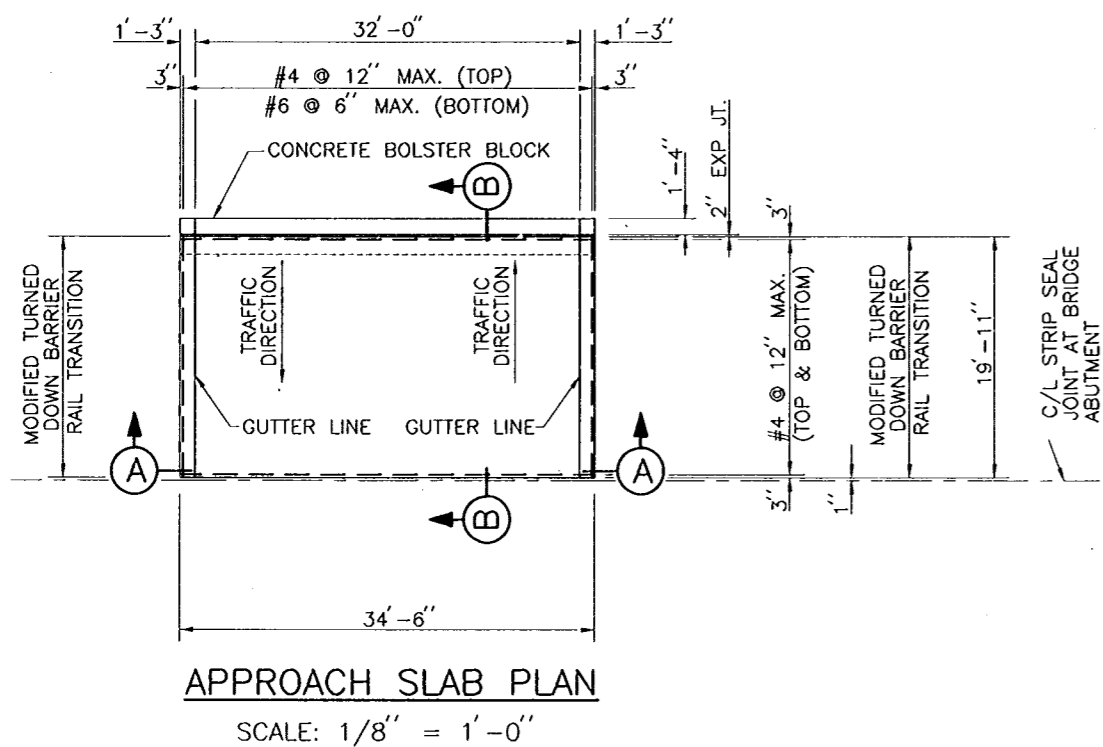 1'-3"
32'-0"
1'-3"
3"
#4 @ 12" MAX. (TOP)
3"
#6 @ 6" MAX. (BOTTOM)
CONCRETE BOLSTER BLOCK
B
1'-4"
2" EXP JT.
3"
MODIFIED TURNED
DOWN BARRIER
RAIL TRANSITION
TRAFFIC
DIRECTION
TRAFFIC
DIRECTION
#4 @ 12" MAX.
(TOP & BOTTOM)
MODIFIED TURNED
DOWN BARRIER
RAIL TRANSITION
19'-11"
C/L STRIP SEAL
JOINT AT BRIDGE
ABUTMENT
GUTTER LINE
GUTTER LINE
A
A
B
3"
1"
34'-6"
APPROACH SLAB PLAN
SCALE: 1/8" = 1'-0"